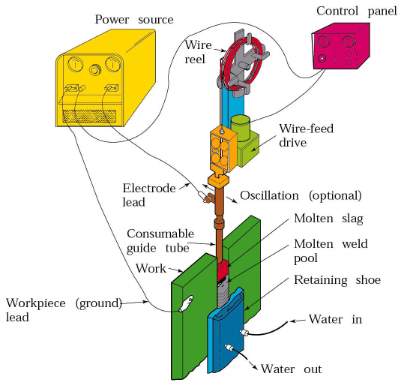 Power source
Control panel
Wire
reel
Wire-feed
drive
Electrode
lead
Oscillation (optional)
Consumable
guide tube
Molten slag
Molten weld
pool
Work
Retaining shoe
Workpiece (ground)
lead
Water in
Water out